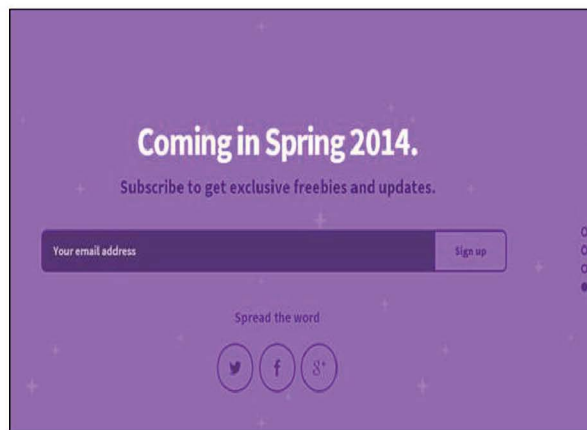 Coming in Spring 2014.
Subscribe to get exclusive freebies and updates.
Your email address
Sign up
Spread the word
f
g+